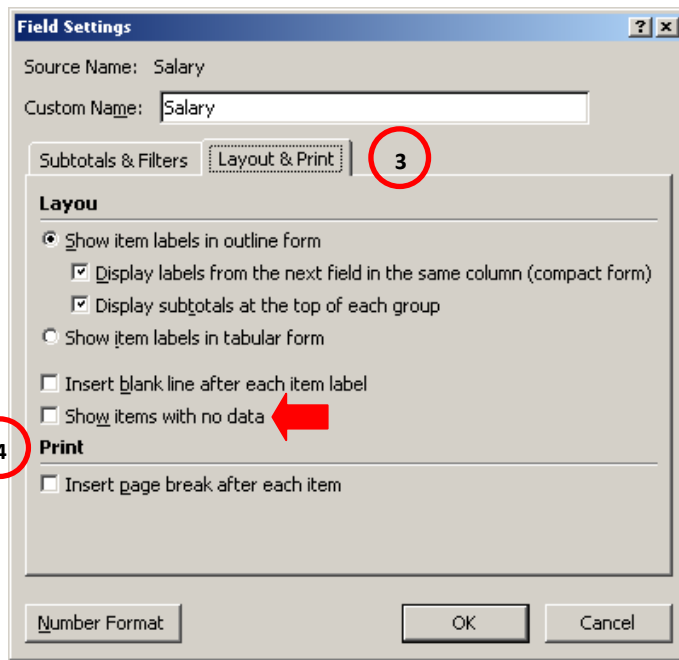 Field Settings ? ×
Source Name: Salary
Custom Name: Salary
Subtotals & Filters Layout & Print 3
Layou
Show item labels in outline form
Display labels from the next field in the same column (compact form)
Display subtotals at the top of each group
Show item labels in tabular form
Insert blank line after each item label
Show items with no data
4
Print
Insert page break after each item
Number Format OK Cancel